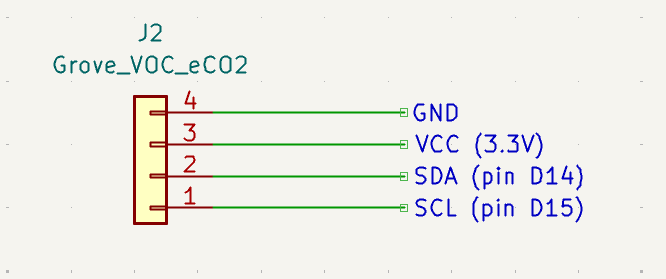 J2
Grove_VOC_eCO2
4 GND
3 VCC (3.3V)
2 SDA (pin D14)
1 SCL (pin D15)